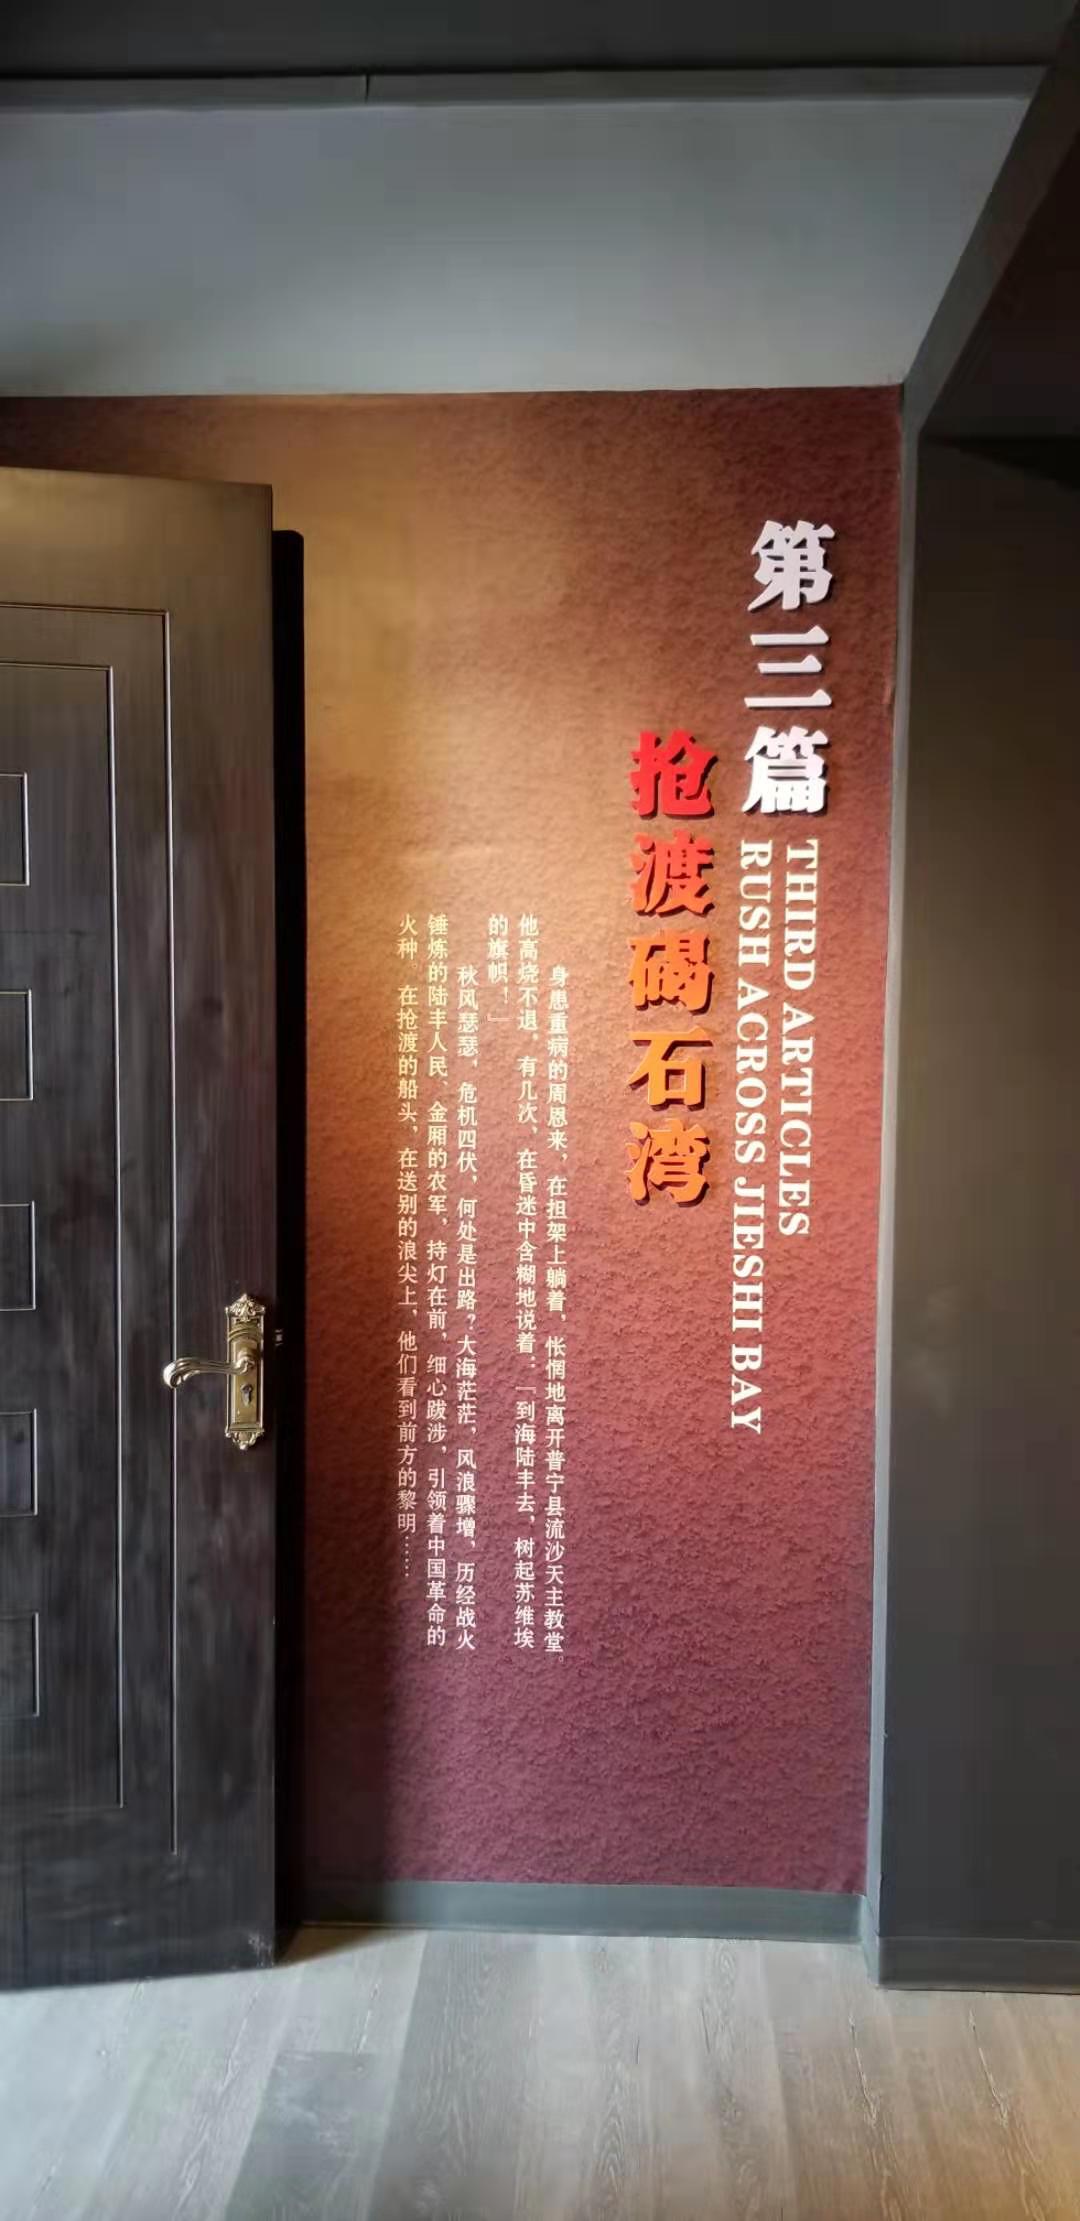 第三篇
THIRD ARTICLES
RUSH ACROSS JIESHI BAY
抢渡碣石湾
身患重病的周恩来，在担架上躺着，怅惘地离开普宁县流沙天主教堂。
他高烧不退，有几次，在昏迷中含糊地说着：「到海陆丰去，树起苏维埃
的旗帜！」
秋风瑟瑟，危机四伏，何处是出路？大海茫茫，风浪骤增，历经战火
锤炼的陆丰人民、金厢的农军，持灯在前，细心跋涉，引领着中国革命的
火种。在抢渡的船头，在送别的浪尖上，他们看到前方的黎明……